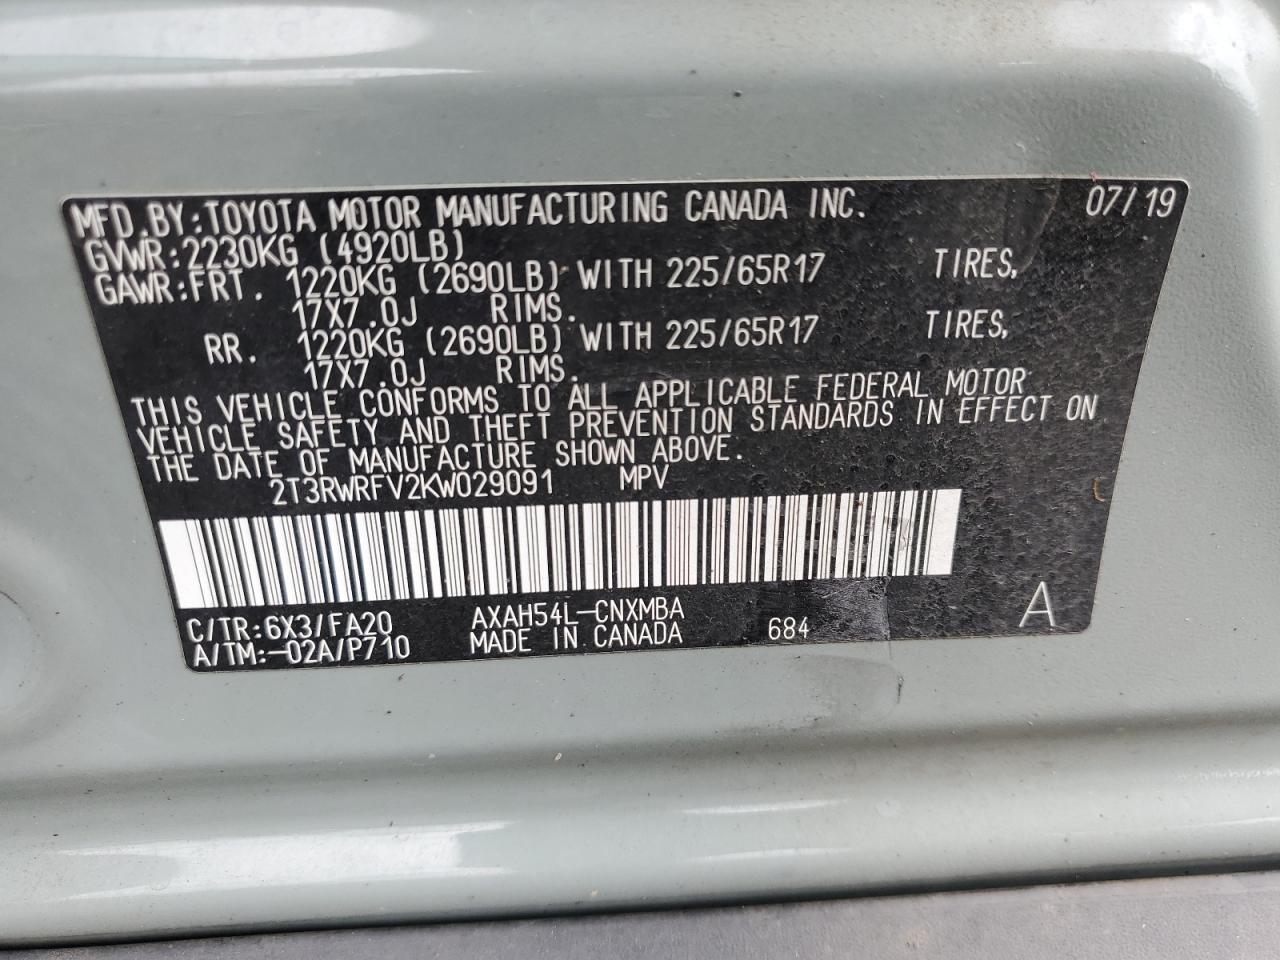 MFD.BY:TOYOTA MOTOR MANUFACTURING CANADA INC. 07/19
GVWR:2230KG (4920LB)
GAWR:FRT. 1220KG (2690LB) WITH 225/65R17 TIRES,
17X7.0J RIMS.
RR. 1220KG (2690LB) WITH 225/65R17 TIRES,
17X7.0J RIMS.
THIS VEHICLE CONFORMS TO ALL APPLICABLE FEDERAL MOTOR
VEHICLE SAFETY AND THEFT PREVENTION STANDARDS IN EFFECT ON
THE DATE OF MANUFACTURE SHOWN ABOVE.
2T3RWRFV2KW029091 MPV
C/TR:6X3/FA20 AXAH54L-CNXMBA A
A/TM:-02A/P710 MADE IN CANADA 684